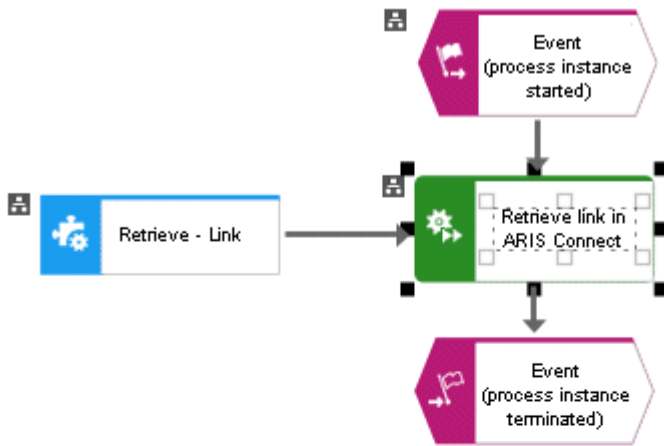 Event
(process instance
started)
Retrieve - Link
Retrieve link in
ARIS Connect
Event
(process instance
terminated)